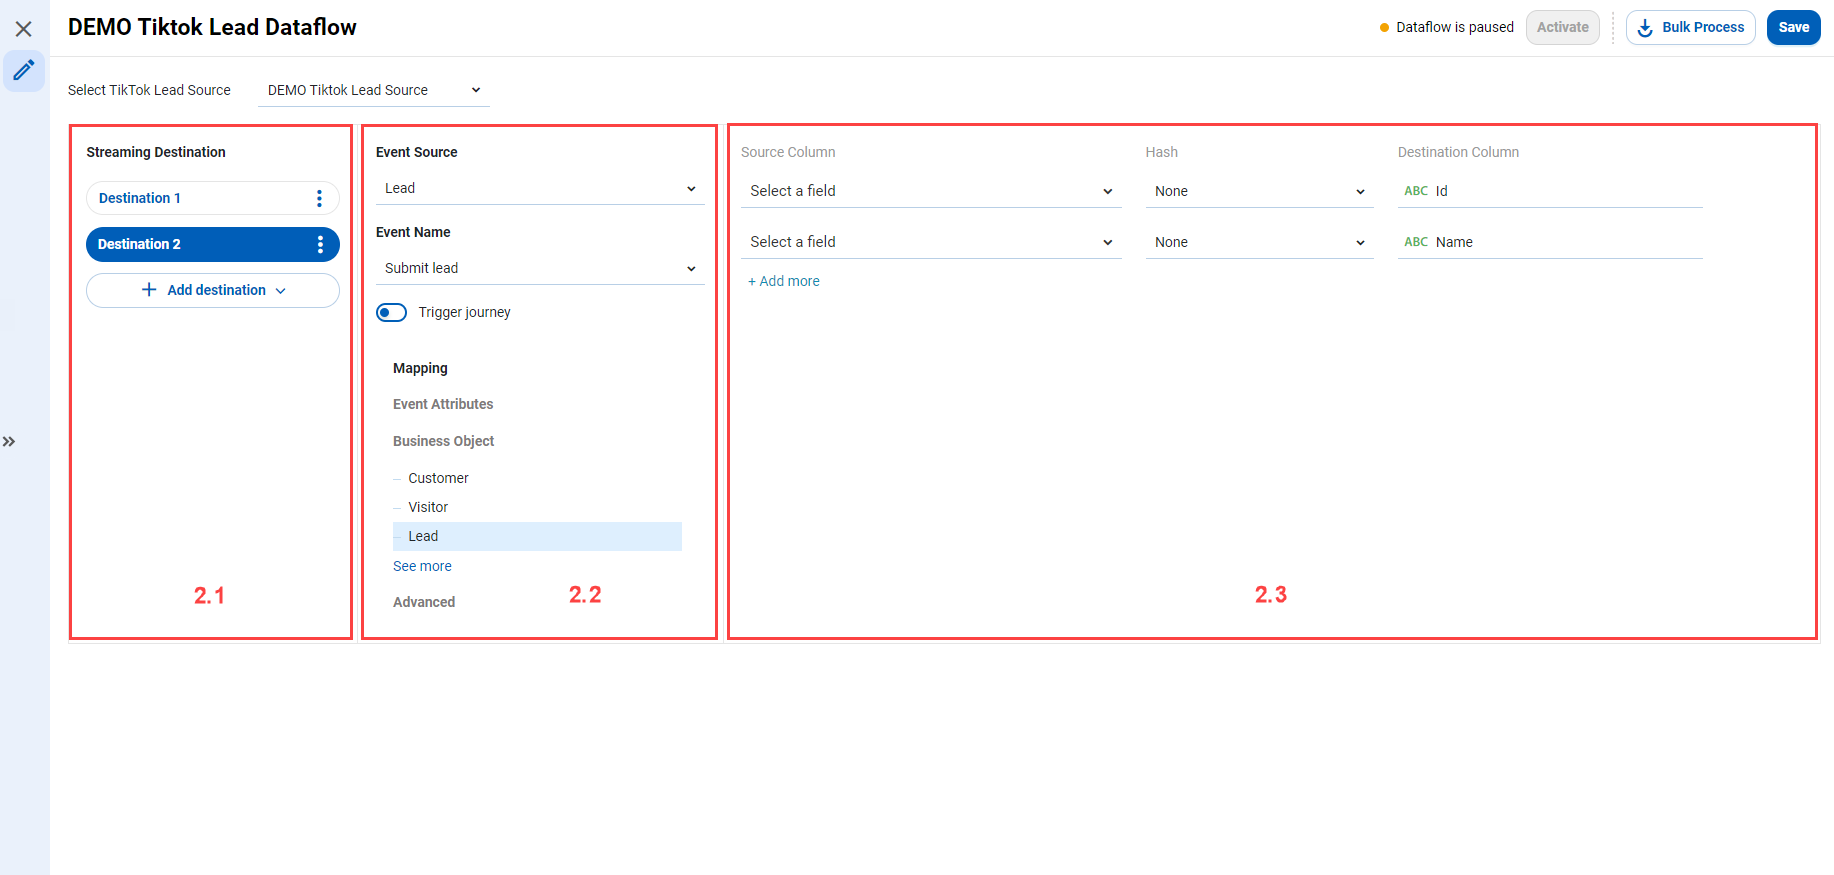 DEMO Tiktok Lead Dataflow
Dataflow is paused
Activate
Bulk Process
Save
Select TikTok Lead Source
DEMO Tiktok Lead Source
Streaming Destination
Destination 1
Destination 2
+ Add destination
2.1
Event Source
Lead
Event Name
Submit lead
Trigger journey
Mapping
Event Attributes
Business Object
Customer
Visitor
Lead
See more
Advanced
2.2
Source Column Hash Destination Column
Select a field None ABC Id
Select a field None ABC Name
+ Add more
2.3